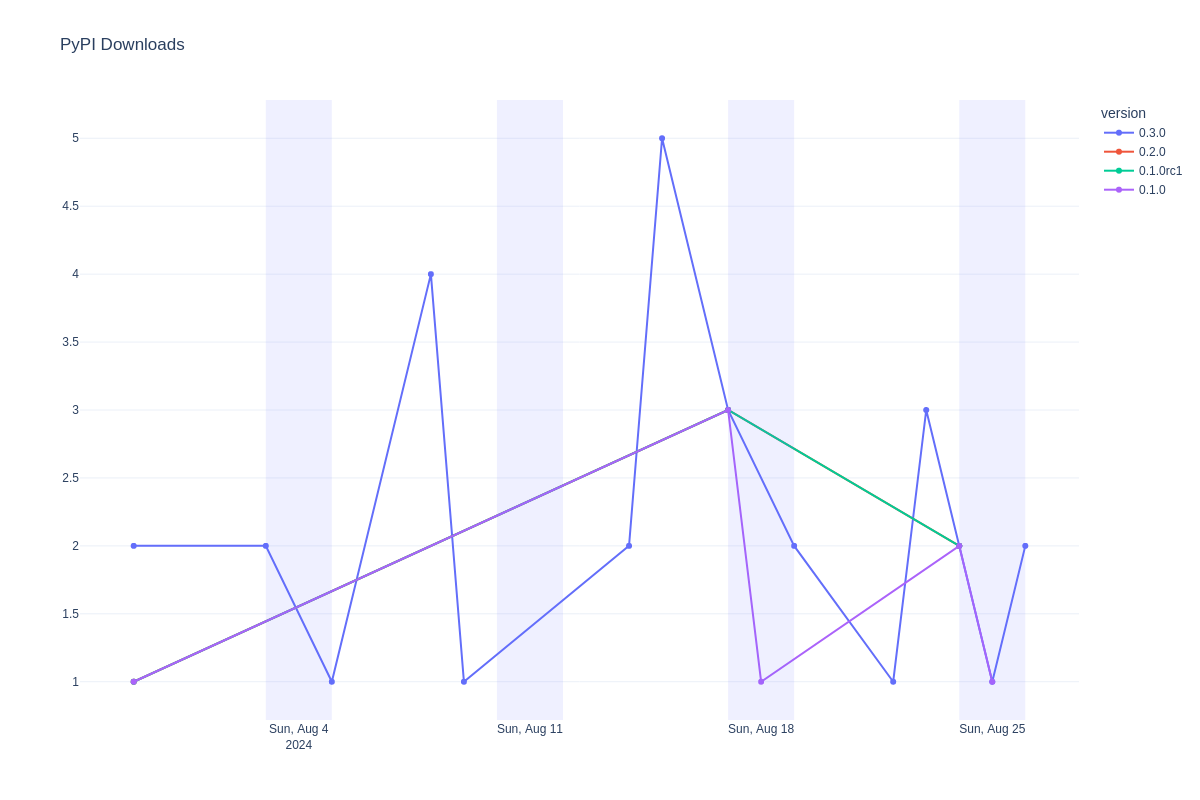 PyPI Downloads
version
0.3.0
0.2.0
0.1.0rc1
0.1.0
5
4.5
4
3.5
3
2.5
2
1.5
1
Sun, Aug 4
2024
Sun, Aug 11
Sun, Aug 18
Sun, Aug 25